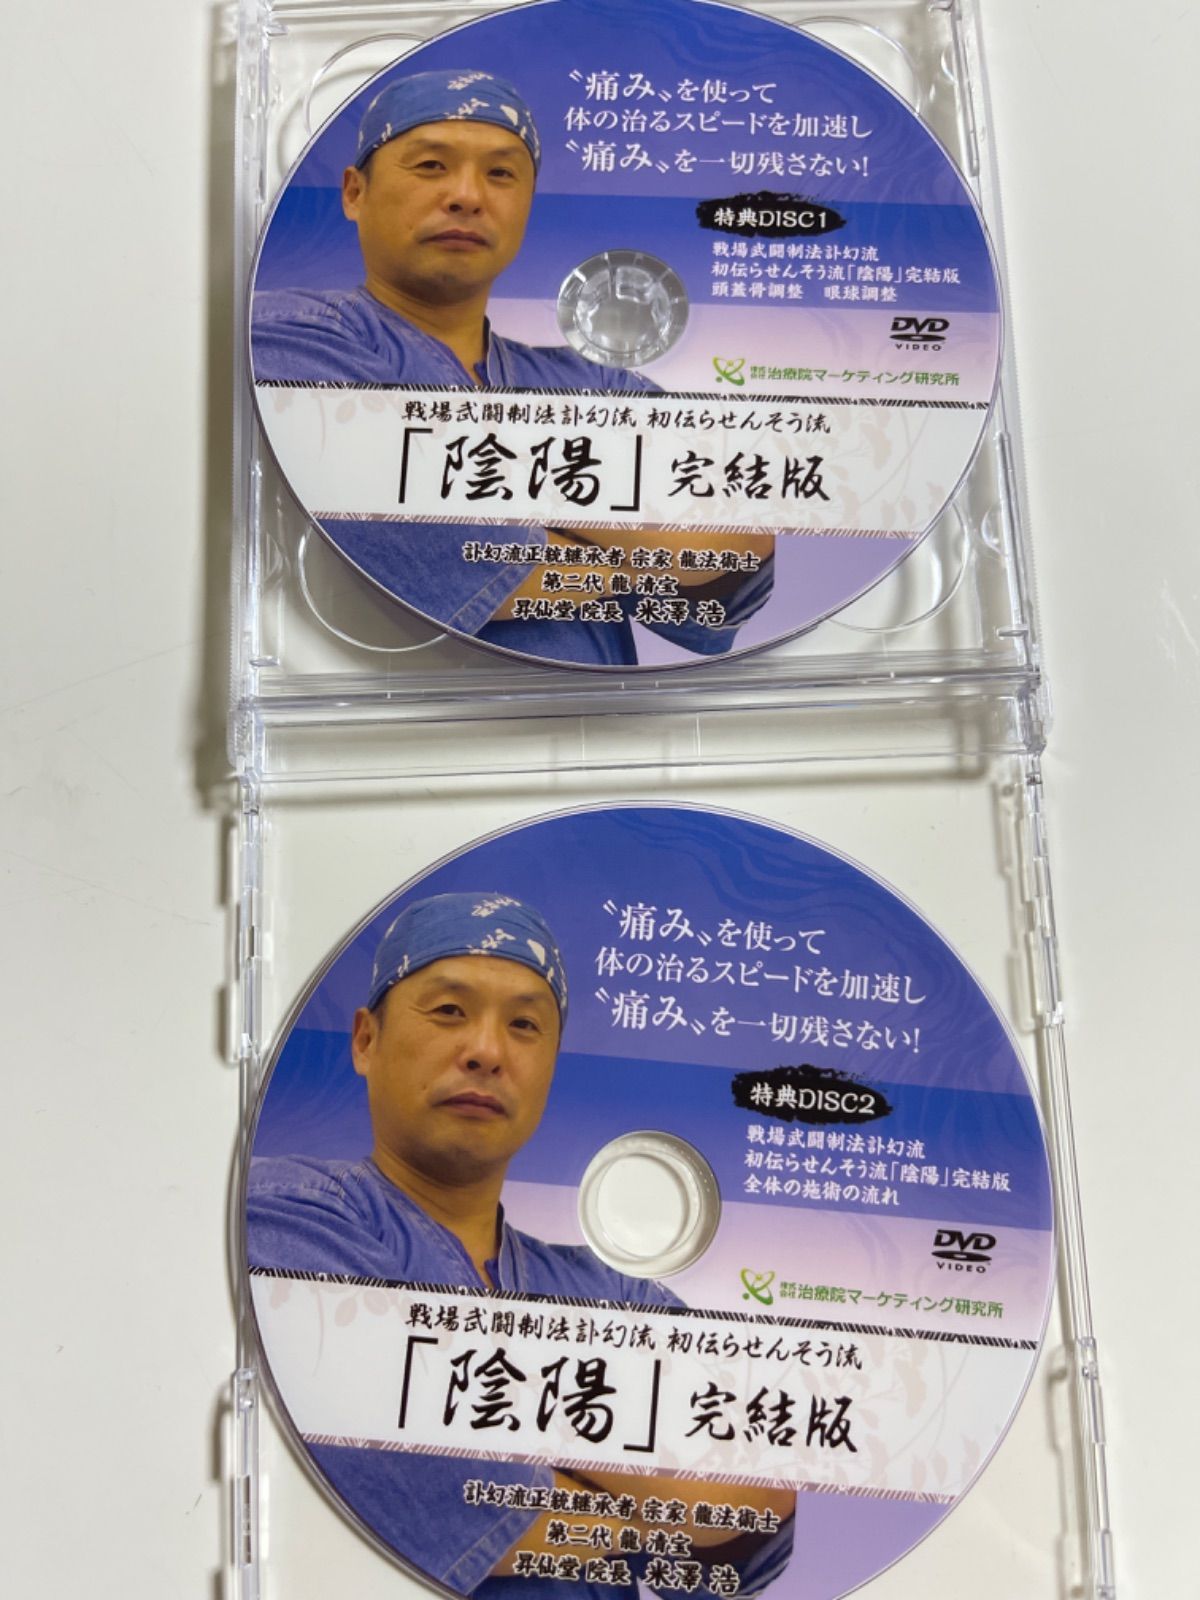 〝痛み〟を使って
体の治るスピードを加速し
〝痛み〟を一切残さない!
特典DISC1
戦場武闘制法訃幻流
初伝らせんそう流「陰陽」完結版
頭蓋骨調整 眼球調整
DVD
VIDEO
株式会社治療院マーケティング研究所
戦場武闘制法訃幻流 初伝らせんそう流
「陰陽」完結版
訃幻流正統継承者 宗家 龍法術士
第二代 龍 清宝
昇仙堂 院長 米澤 浩
〝痛み〟を使って
体の治るスピードを加速し
〝痛み〟を一切残さない!
特典DISC2
戦場武闘制法訃幻流
初伝らせんそう流「陰陽」完結版
全体の施術の流れ
DVD
VIDEO
株式会社治療院マーケティング研究所
戦場武闘制法訃幻流 初伝らせんそう流
「陰陽」完結版
訃幻流正統継承者 宗家 龍法術士
第二代 龍 清宝
昇仙堂 院長 米澤 浩